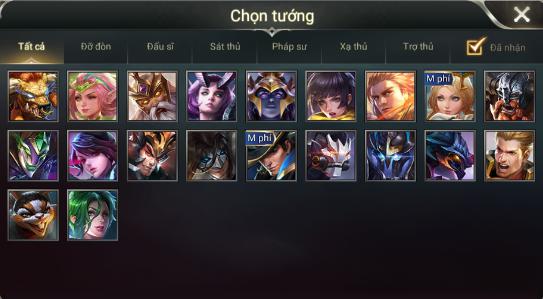 Chọn tướng
Tất cả Đỡ đòn Đấu sĩ Sát thủ Pháp sư Xạ thủ Trợ thủ Đã nhận
M phí
M phí